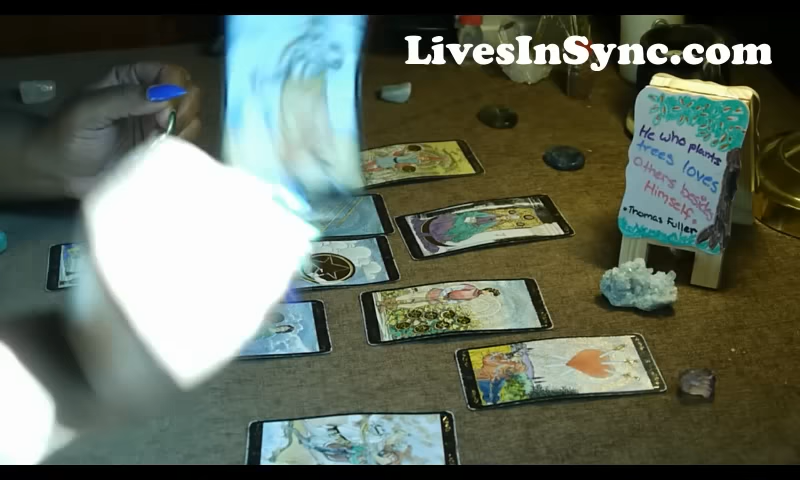 LivesInSync.com
He who plants
trees loves
others besides
Himself.
*Thomas Fuller